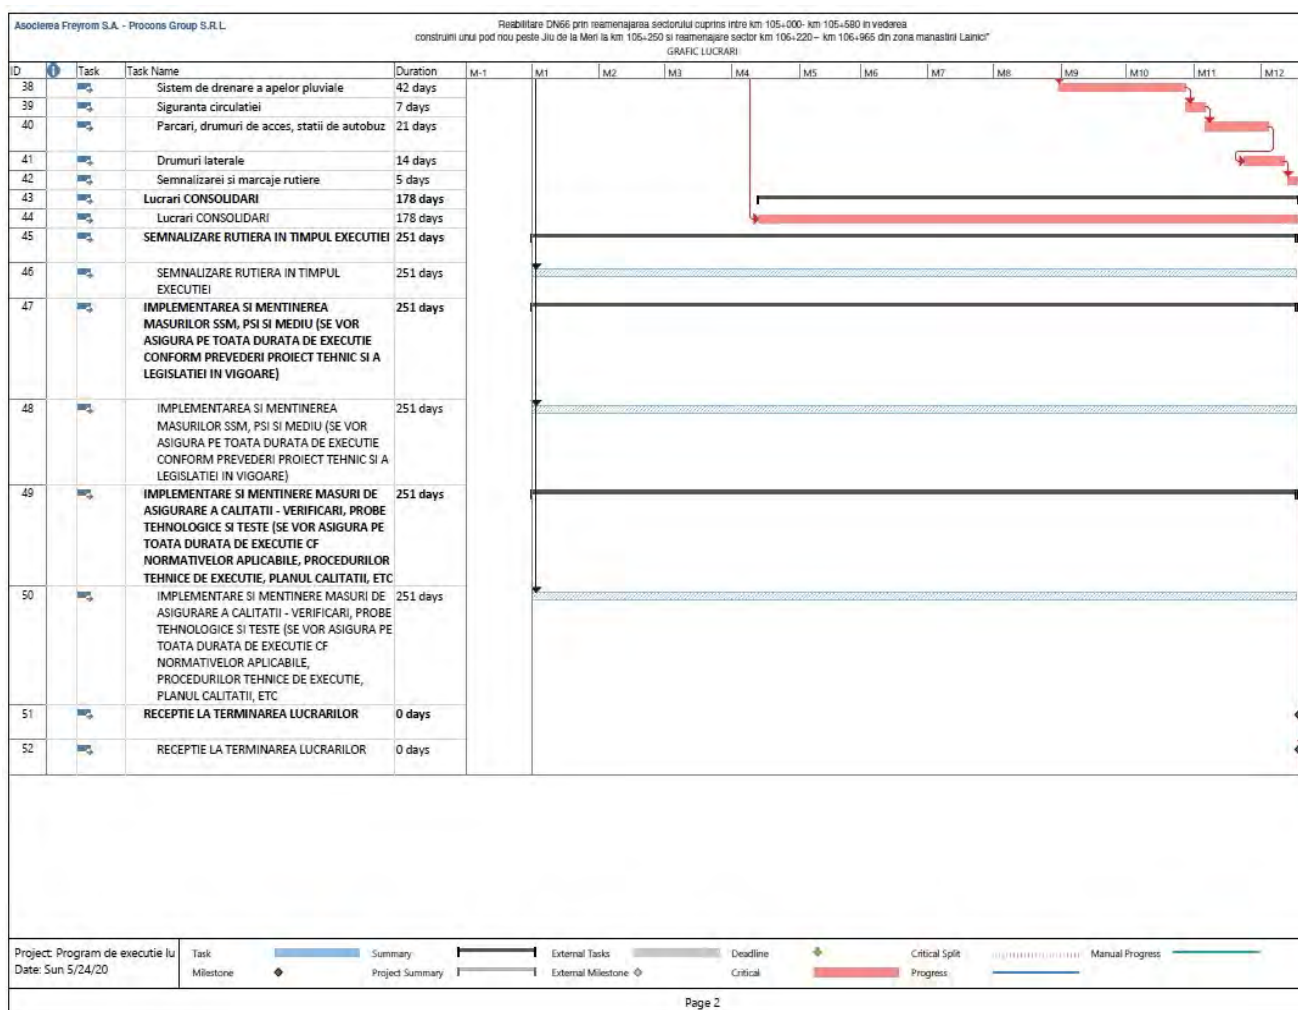 Asocierea Freyrom S.A. - Procons Group S.R.L.
Reabilitare DN66 prin reamenajarea sectorului cuprins intre km 105+000- km 105+580 in vederea
construirii unui pod nou peste Jiu de la Meri la km 105+250 si reamenajare sector km 106+220 – km 106+965 din zona manastirii Lainici"
GRAFIC LUCRARI
ID Task Task Name Duration M-1 M1 M2 M3 M4 M5 M6 M7 M8 M9 M10 M11 M12
38 Sistem de drenare a apelor pluviale 42 days
39 Siguranta circulatiei 7 days
40 Parcari, drumuri de acces, statii de autobuz 21 days
41 Drumuri laterale 14 days
42 Semnalizarei si marcaje rutiere 5 days
43 Lucrari CONSOLIDARI 178 days
44 Lucrari CONSOLIDARI 178 days
45 SEMNALIZARE RUTIERA IN TIMPUL EXECUTIEI 251 days
46 SEMNALIZARE RUTIERA IN TIMPUL 251 days
EXECUTIEI
47 IMPLEMENTAREA SI MENTINEREA 251 days
MASURILOR SSM, PSI SI MEDIU (SE VOR
ASIGURA PE TOATA DURATA DE EXECUTIE
CONFORM PREVEDERI PROIECT TEHNIC SI A
LEGISLATIEI IN VIGOARE)
48 IMPLEMENTAREA SI MENTINEREA 251 days
MASURILOR SSM, PSI SI MEDIU (SE VOR
ASIGURA PE TOATA DURATA DE EXECUTIE
CONFORM PREVEDERI PROIECT TEHNIC SI A
LEGISLATIEI IN VIGOARE)
49 IMPLEMENTARE SI MENTINERE MASURI DE 251 days
ASIGURARE A CALITATII - VERIFICARI, PROBE
TEHNOLOGICE SI TESTE (SE VOR ASIGURA PE
TOATA DURATA DE EXECUTIE CF
NORMATIVELOR APLICABILE, PROCEDURILOR
TEHNICE DE EXECUTIE, PLANUL CALITATII, ETC
50 IMPLEMENTARE SI MENTINERE MASURI DE 251 days
ASIGURARE A CALITATII - VERIFICARI, PROBE
TEHNOLOGICE SI TESTE (SE VOR ASIGURA PE
TOATA DURATA DE EXECUTIE CF
NORMATIVELOR APLICABILE,
PROCEDURILOR TEHNICE DE EXECUTIE,
PLANUL CALITATII, ETC
51 RECEPTIE LA TERMINAREA LUCRARILOR 0 days
52 RECEPTIE LA TERMINAREA LUCRARILOR 0 days
Project: Program de executie lu
Date: Sun 5/24/20
Task Summary External Tasks Deadline Critical Split Manual Progress
Milestone Project Summary External Milestone Critical Progress
Page 2